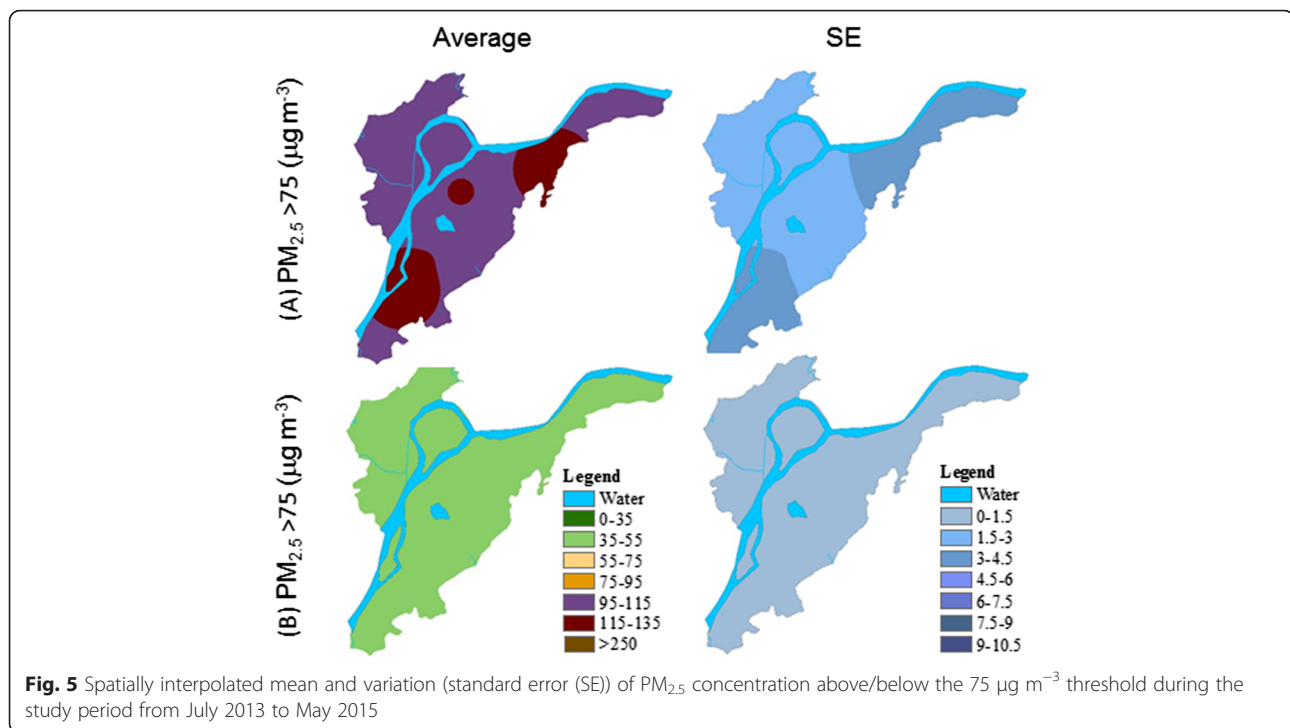 Average
SE
(A) PM2.5 >75 (µg m-3)
(B) PM2.5 >75 (µg m-3)
Legend
Water
0-35
35-55
55-75
75-95
95-115
115-135
>250
Legend
Water
0-1.5
1.5-3
3-4.5
4.5-6
6-7.5
7.5-9
9-10.5
Fig. 5 Spatially interpolated mean and variation (standard error (SE)) of PM2.5 concentration above/below the 75 µg m−3 threshold during the
study period from July 2013 to May 2015